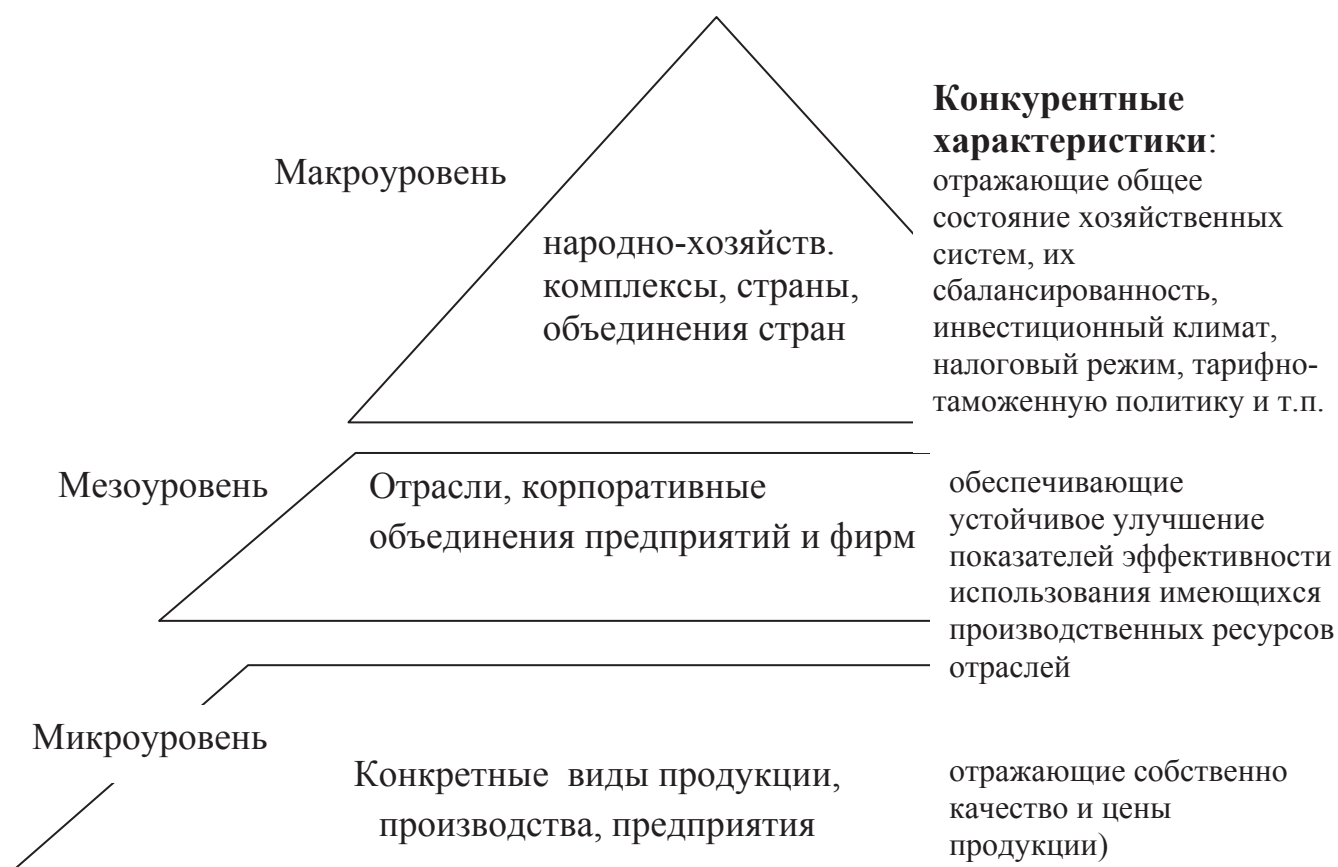 Макроуровень
народно-хозяйств.
комплексы, страны,
объединения стран
Конкурентные
характеристики:
отражающие общее
состояние хозяйственных
систем, их
сбалансированность,
инвестиционный климат,
налоговый режим, тарифно-
таможенную политику и т.п.
Мезоуровень
Отрасли, корпоративные
объединения предприятий и фирм
обеспечивающие
устойчивое улучшение
показателей эффективности
использования имеющихся
производственных ресурсов
отраслей
Микроуровень
Конкретные виды продукции,
производства, предприятия
отражающие собственно
качество и цены
продукции)